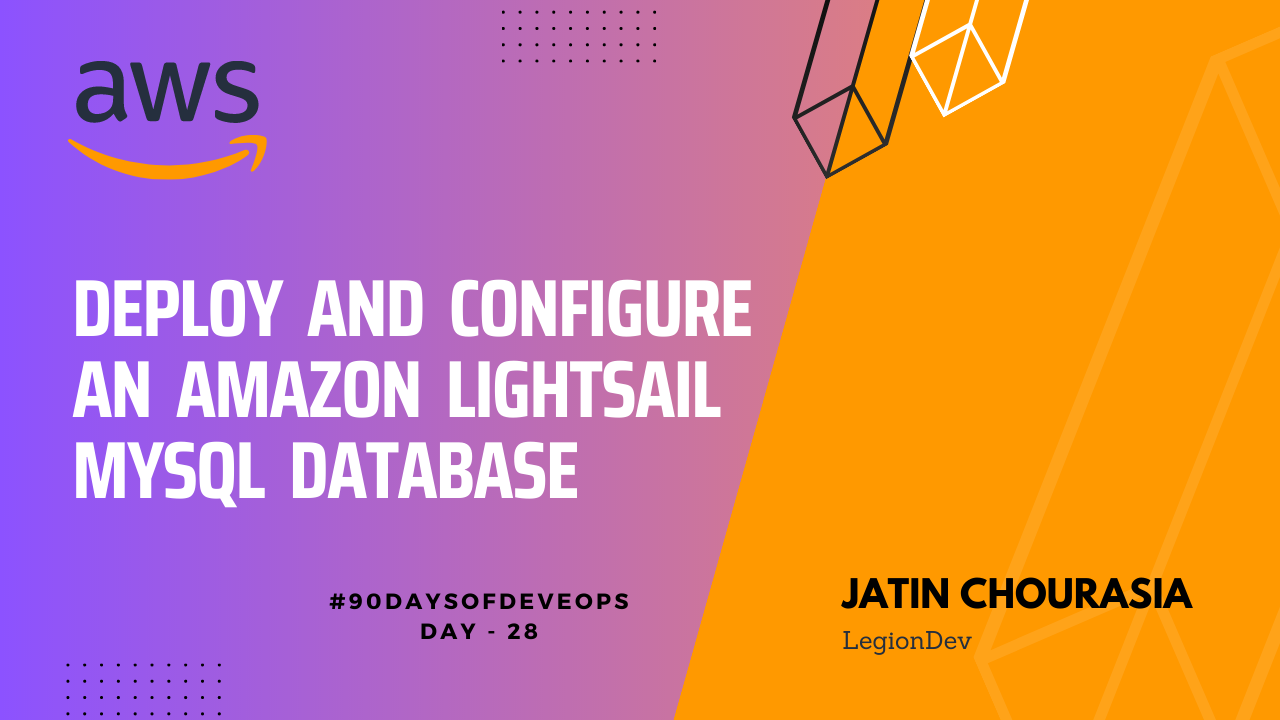 aws
DEPLOY AND CONFIGURE
AN AMAZON LIGHTSAIL
MYSQL DATABASE
#90DAYSOFDEVEOPS
DAY - 28
JATIN CHOURASIA
LegionDev